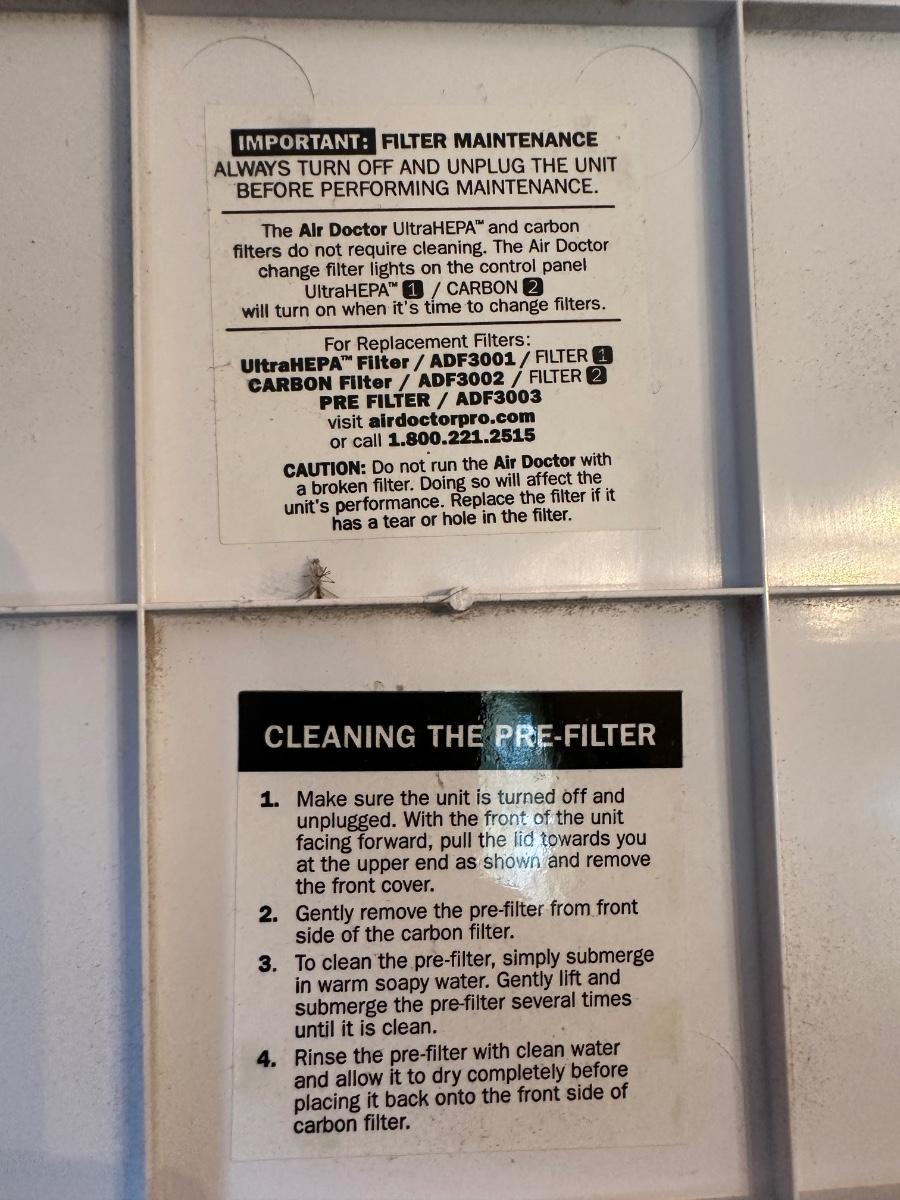 IMPORTANT: FILTER MAINTENANCE
ALWAYS TURN OFF AND UNPLUG THE UNIT
BEFORE PERFORMING MAINTENANCE.
The Air Doctor UltraHEPA™ and carbon
filters do not require cleaning. The Air Doctor
change filter lights on the control panel
UltraHEPA™ 1 / CARBON 2
will turn on when it's time to change filters.
For Replacement Filters:
UltraHEPA™ Filter / ADF3001 / FILTER 1
CARBON Filter / ADF3002 / FILTER 2
PRE FILTER / ADF3003
visit airdoctorpro.com
or call 1.800.221.2515
CAUTION: Do not run the Air Doctor with
a broken filter. Doing so will affect the
unit's performance. Replace the filter if it
has a tear or hole in the filter.
CLEANING THE PRE-FILTER
1. Make sure the unit is turned off and
unplugged. With the front of the unit
facing forward, pull the lid towards you
at the upper end as shown and remove
the front cover.
2. Gently remove the pre-filter from front
side of the carbon filter.
3. To clean the pre-filter, simply submerge
in warm soapy water. Gently lift and
submerge the pre-filter several times
until it is clean.
4. Rinse the pre-filter with clean water
and allow it to dry completely before
placing it back onto the front side of
carbon filter.